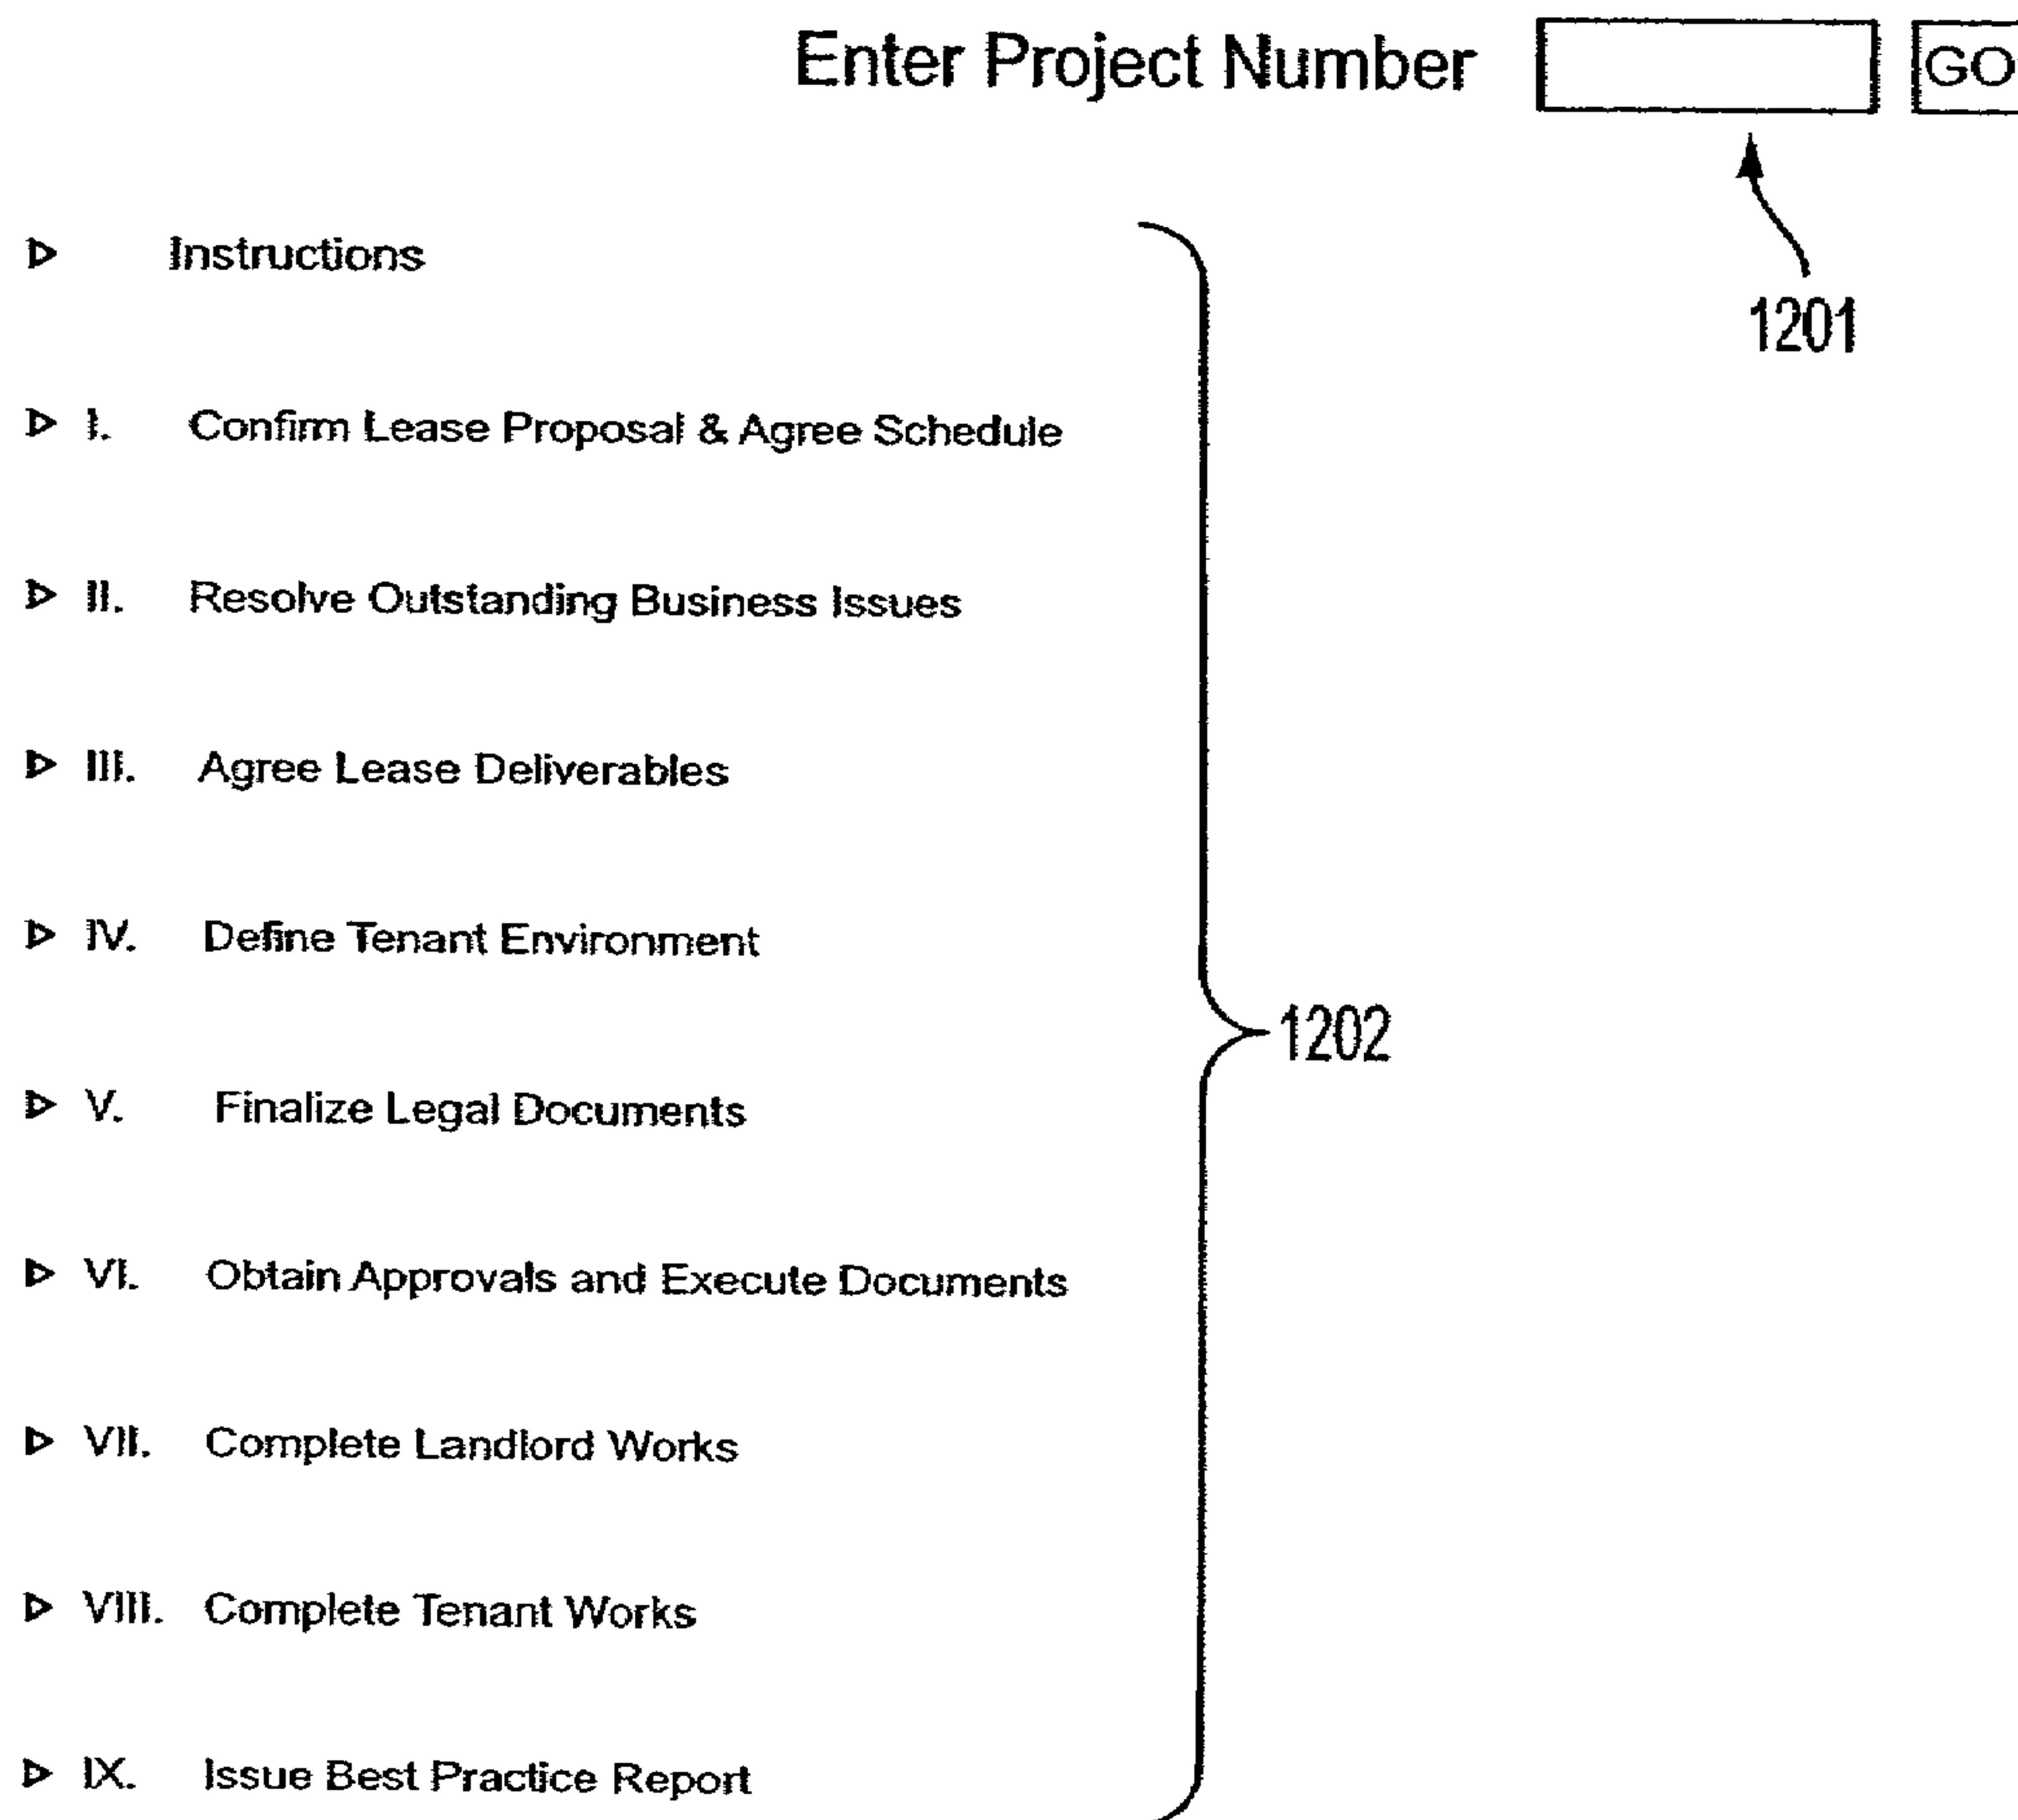 Enter Project Number GO
1201
Instructions
I. Confirm Lease Proposal & Agree Schedule
II. Resolve Outstanding Business Issues
III. Agree Lease Deliverables
IV. Define Tenant Environment
1202
V. Finalize Legal Documents
VI. Obtain Approvals and Execute Documents
VII. Complete Landlord Works
VIII. Complete Tenant Works
IX. Issue Best Practice Report